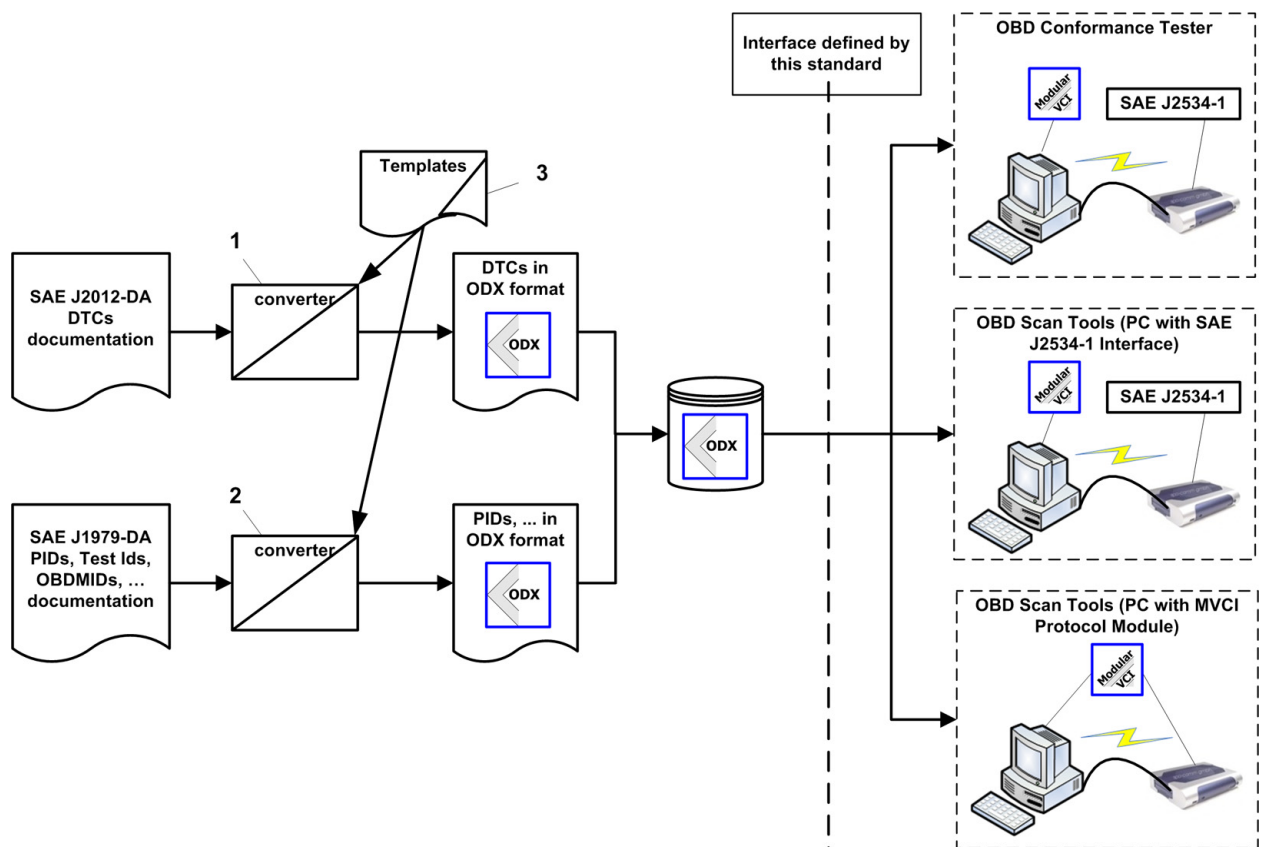 Interface defined by
this standard
OBD Conformance Tester
Modular
VCI
SAE J2534-1
Templates
3
1
SAE J2012-DA
DTCs
documentation
converter
DTCs in
ODX format
ODX
OBD Scan Tools (PC with SAE
J2534-1 Interface)
Modular
VCI
SAE J2534-1
ODX
2
SAE J1979-DA
PIDs, Test Ids,
OBDMIDs, ...
documentation
converter
PIDs, ... in
ODX format
ODX
OBD Scan Tools (PC with MVCI
Protocol Module)
Modular
VCI